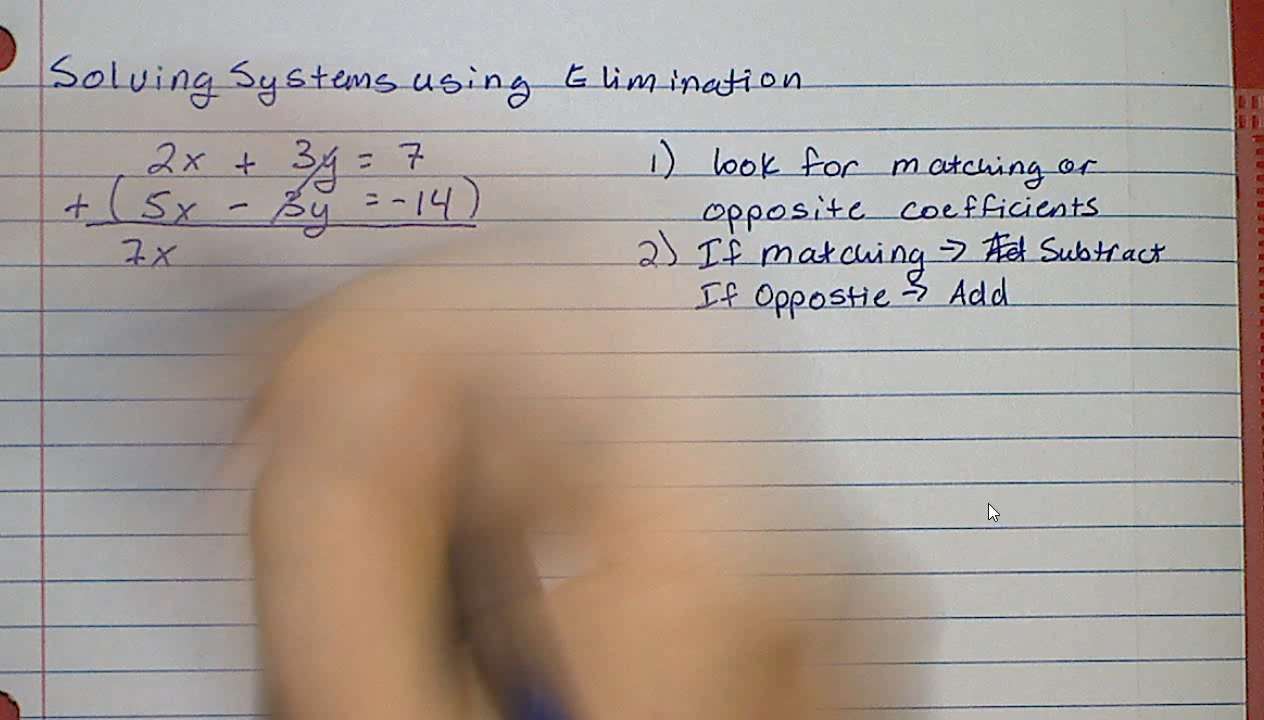 Solving Systems using Elimination
2x + 3y = 7
+ ( 5x - 3y = -14 )
7x
1) look for matching or
opposite coefficients
2) If matching → Subtract
If Oppostie → Add